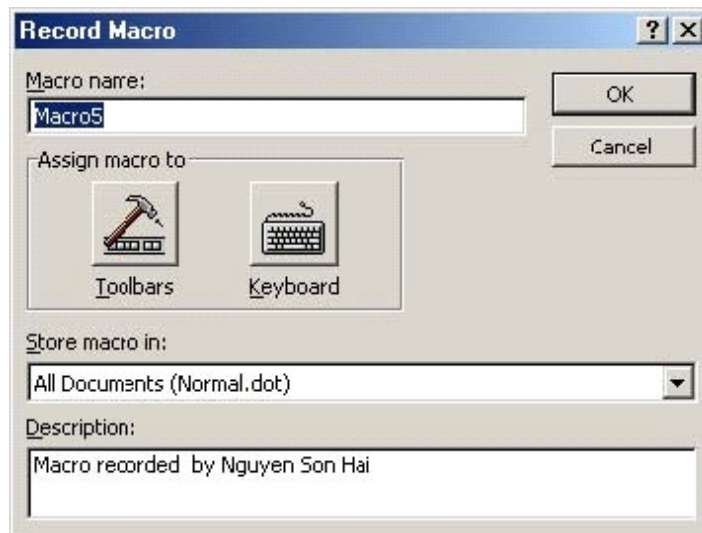 Record Macro
Macro name:
OK
Macro5
Cancel
Assign macro to
Toolbars Keyboard
Store macro in:
All Documents (Normal.dot)
Description:
Macro recorded by Nguyen Son Hai